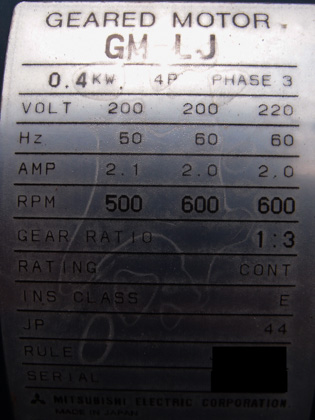 GEARED MOTOR
GM-LJ
0.4KW 4P PHASE 3
VOLT 200 200 220
Hz 50 60 60
AMP 2.1 2.0 2.0
RPM 500 600 600
GEAR RATIO 1:3
RATING CONT
INS CLASS E
JP 44
RULE
SERIAL
MITSUBISHI ELECTRIC CORPORATION
MADE IN JAPAN